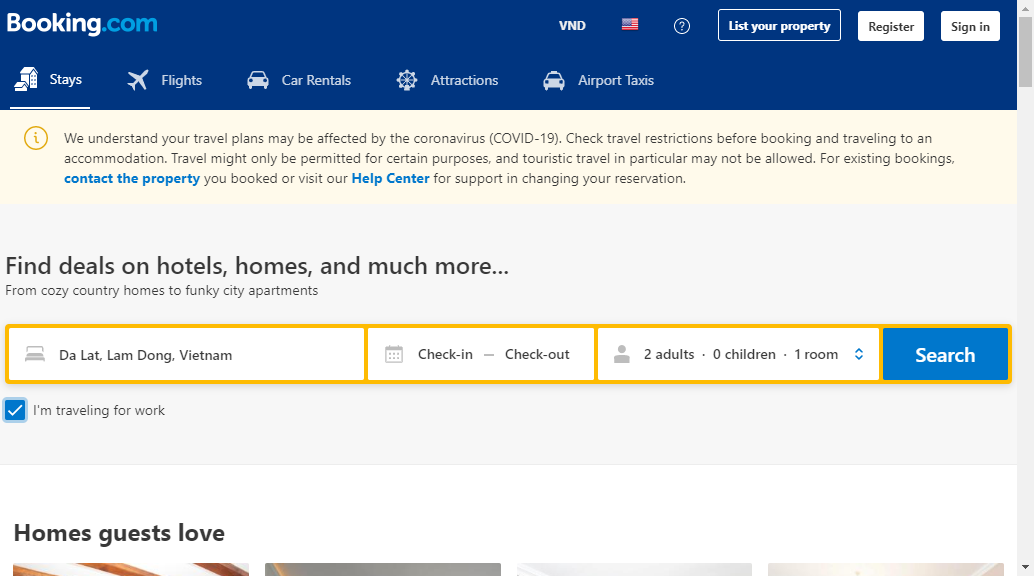 Booking.com
VND
List your property
Register
Sign in
Stays
Flights
Car Rentals
Attractions
Airport Taxis
We understand your travel plans may be affected by the coronavirus (COVID-19). Check travel restrictions before booking and traveling to an
accommodation. Travel might only be permitted for certain purposes, and touristic travel in particular may not be allowed. For existing bookings,
contact the property you booked or visit our Help Center for support in changing your reservation.
Find deals on hotels, homes, and much more...
From cozy country homes to funky city apartments
Da Lat, Lam Dong, Vietnam
Check-in — Check-out
2 adults · 0 children · 1 room
Search
I'm traveling for work
Homes guests love